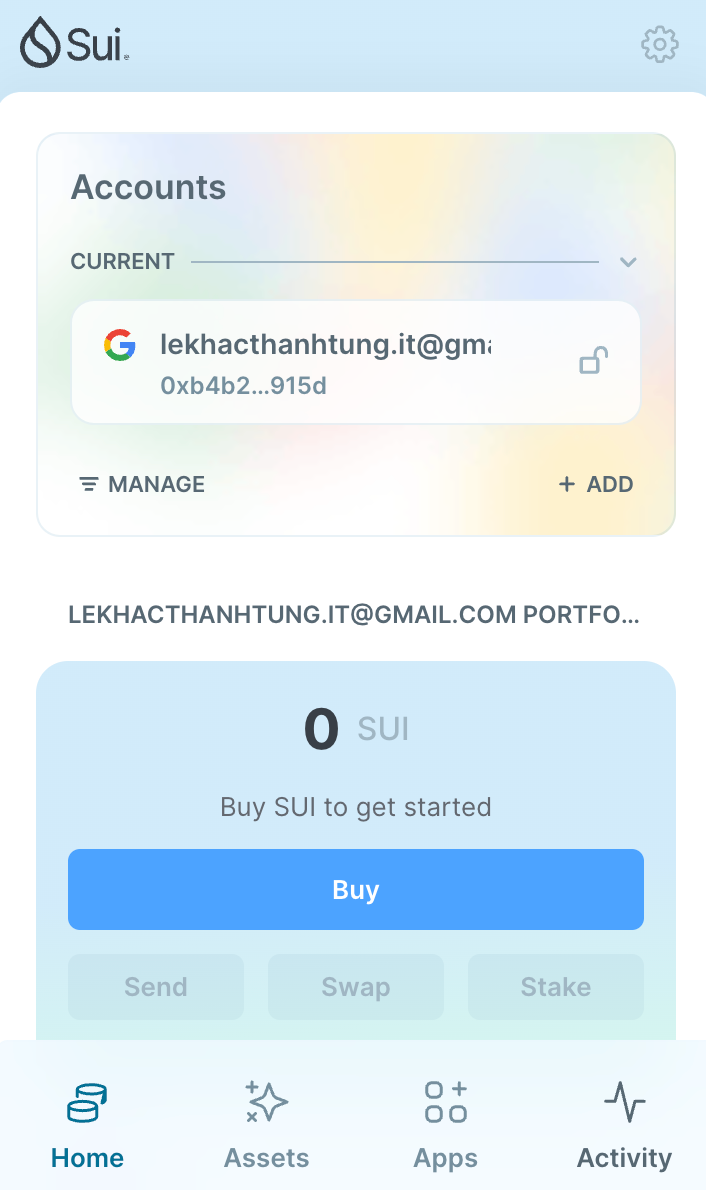 Sui
Accounts
CURRENT
lekhacthanhtung.it@gma
0xb4b2...915d
MANAGE
+ ADD
LEKHACTHANHTUNG.IT@GMAIL.COM PORTFO...
0 SUI
Buy SUI to get started
Buy
Send Swap Stake
Home Assets Apps Activity